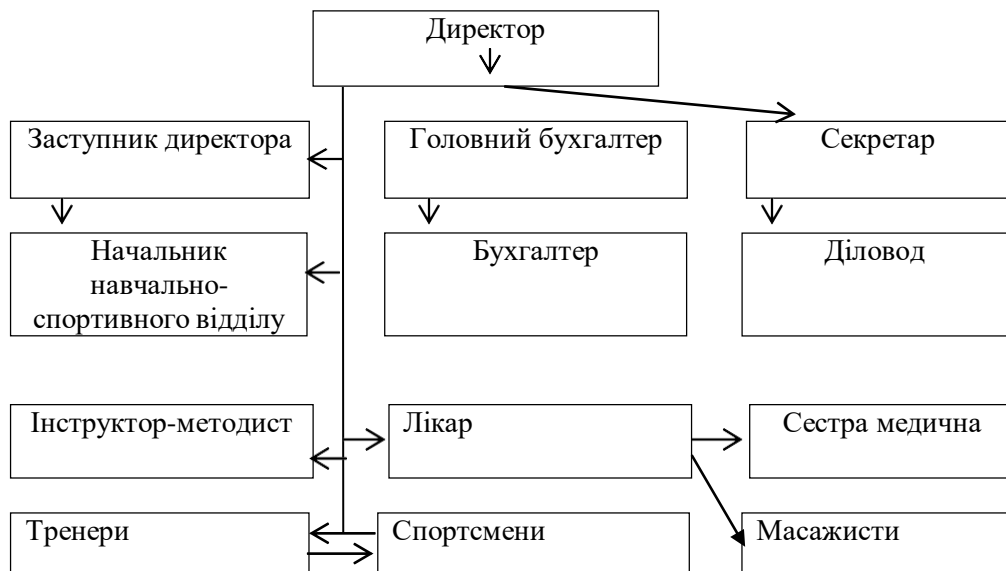 Директор
Заступник директора
Головний бухгалтер
Секретар
Начальник
навчально-
спортивного відділу
Бухгалтер
Діловод
Інструктор-методист
Лікар
Сестра медична
Тренери
Спортсмени
Масажисти